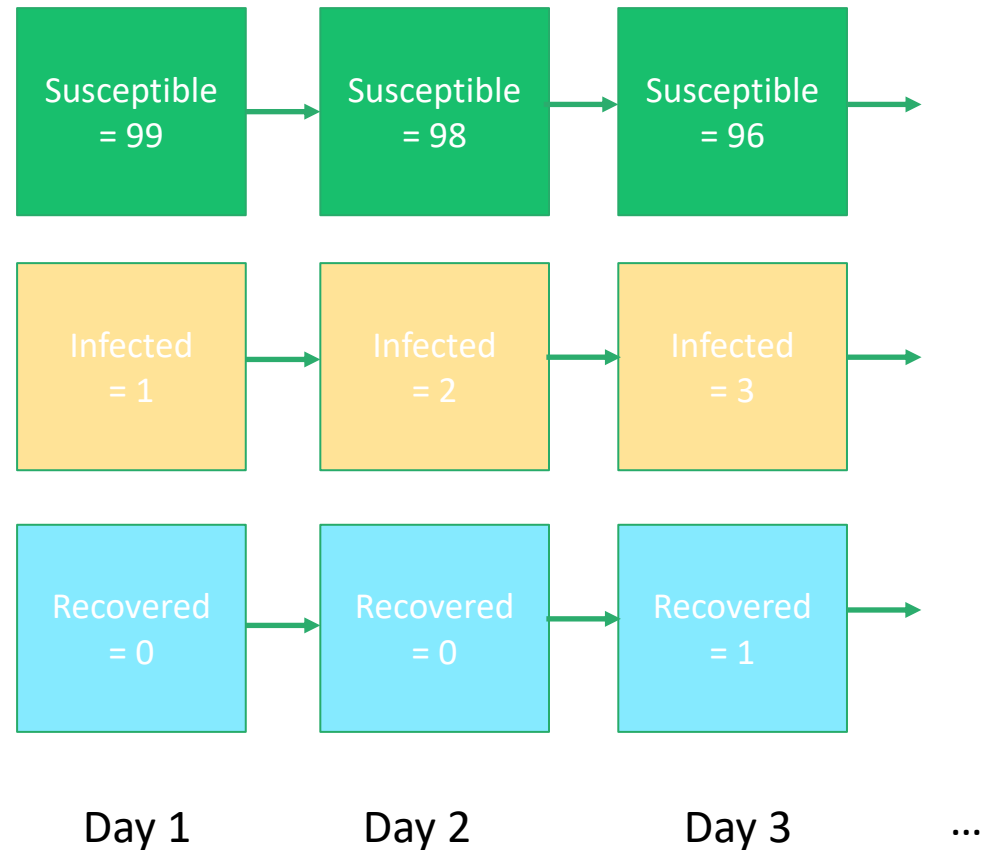 Susceptible
= 99
Susceptible
= 98
Susceptible
= 96
Infected
= 1
Infected
= 2
Infected
= 3
Recovered
= 0
Recovered
= 0
Recovered
= 1
Day 1
Day 2
Day 3
...